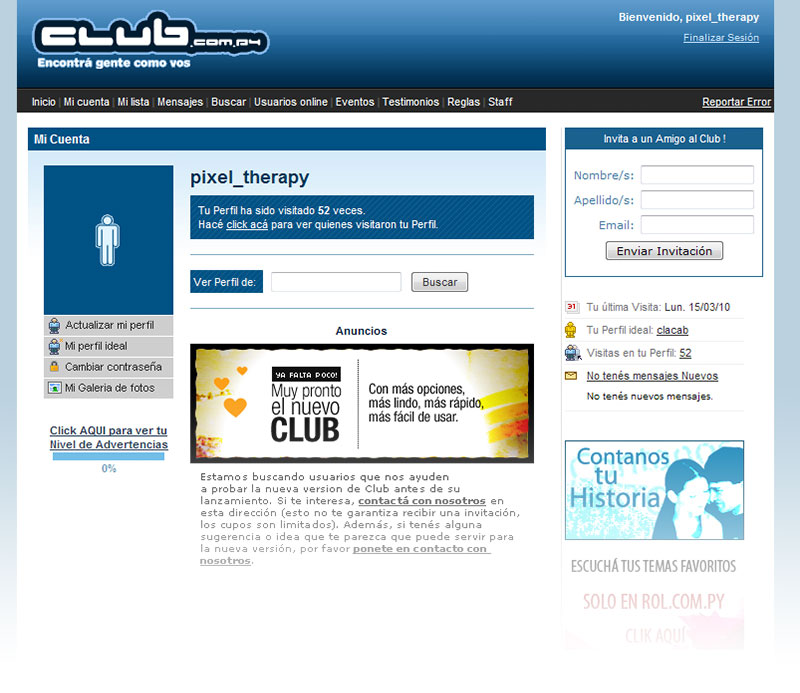 CLUB.com.py
Encontrá gente como vos
Bienvenido, pixel_therapy
Finalizar Sesión
Inicio | Mi cuenta | Mi lista | Mensajes | Buscar | Usuarios online | Eventos | Testimonios | Reglas | Staff
Reportar Error
Mi Cuenta
pixel_therapy
Tu Perfil ha sido visitado 52 veces.
Hacé click acá para ver quienes visitaron tu Perfil.
Ver Perfil de:
Buscar
Actualizar mi perfil
Mi perfil ideal
Cambiar contraseña
Mi Galeria de fotos
Click AQUI para ver tu
Nivel de Advertencias
0%
Anuncios
YA FALTA POCO!
Muy pronto
el nuevo
CLUB
Con más opciones,
más lindo, más rápido,
más fácil de usar.
Estamos buscando usuarios que nos ayuden
a probar la nueva version de Club antes de su
lanzamiento. Si te interesa, contactá con nosotros en
esta dirección (esto no te garantiza recibir una invitación,
los cupos son limitados). Además, si tenés alguna
sugerencia o idea que te parezca que puede servir para
la nueva versión, por favor ponete en contacto con
nosotros.
Invita a un Amigo al Club !
Nombre/s:
Apellido/s:
Email:
Enviar Invitación
31
Tu última Visita: Lun. 15/03/10
Tu Perfil ideal: clacab
Visitas en tu Perfil: 52
No tenés mensajes Nuevos
No tenés nuevos mensajes.
Contanos
tu
Historia
ESCUCHÁ TUS TEMAS FAVORITOS
SOLO EN ROL.COM.PY
CLIK AQUÍ